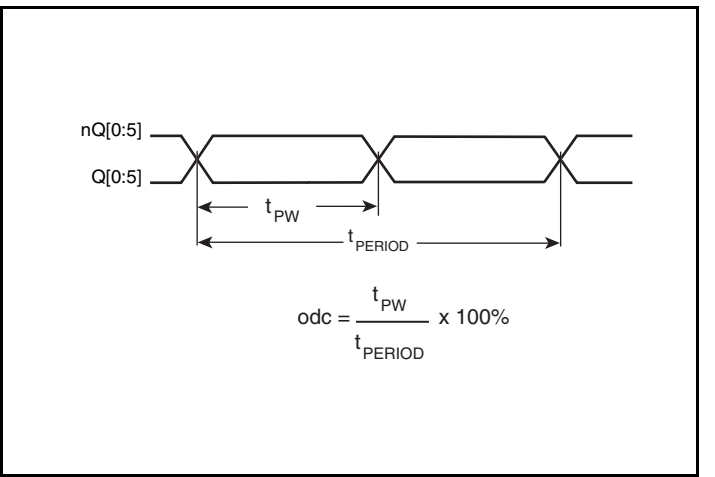 nQ[0:5]
Q[0:5]
tPW
tPERIOD
odc = tPW / tPERIOD x 100%